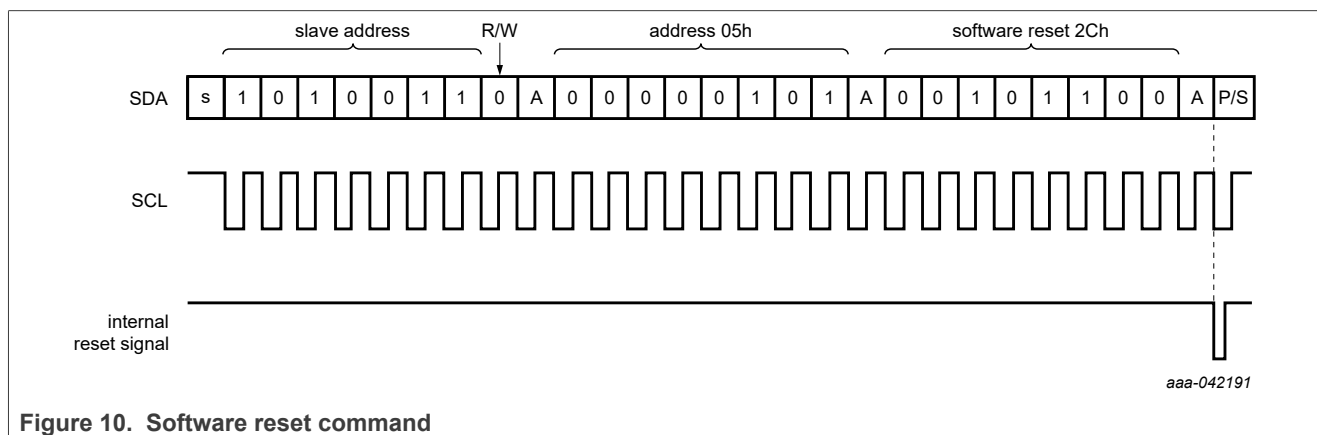 slave address R/W address 05h software reset 2Ch
SDA s 1 0 1 0 0 1 1 0 A 0 0 0 0 0 1 0 1 A 0 0 1 0 1 1 0 0 A P/S
SCL
internal
reset signal
aaa-042191
Figure 10. Software reset command